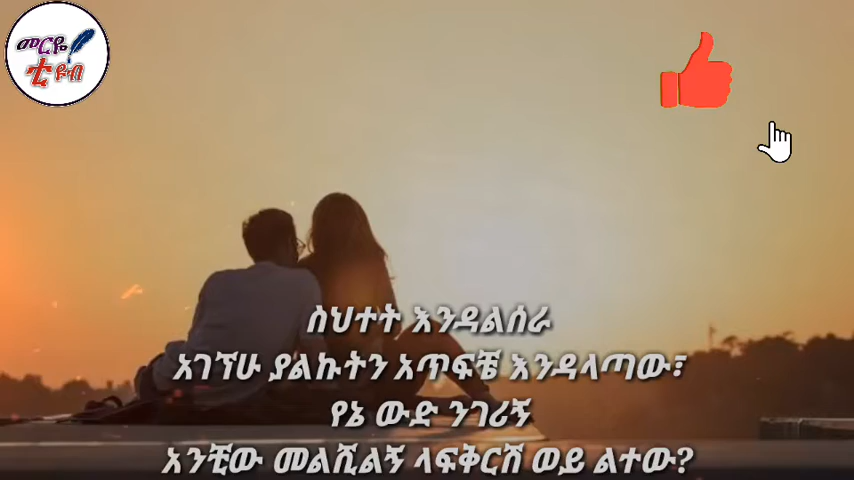 መርዬ
ቲዩብ
ስህተት እንዳልሰራ
አገኘሁ ያልኩትን አጥፍቼ እንዳላጣው፣
የኔ ውድ ንገሪኝ
አንቺው መልሺልኝ ላፍቅርሽ ወይ ልተው?